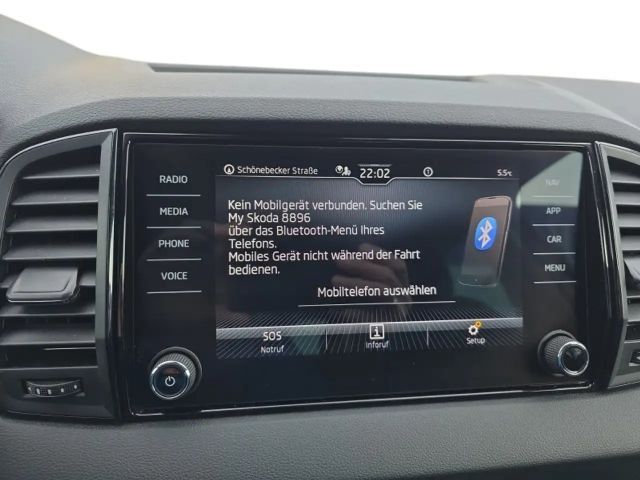 Schönebecker Straße 22:02 5.5°C
RADIO
MEDIA
PHONE
VOICE
Kein Mobilgerät verbunden. Suchen Sie
My Skoda 8896
über das Bluetooth-Menü Ihres
Telefons.
Mobiles Gerät nicht während der Fahrt
bedienen.
Mobiltelefon auswählen
SOS
Notruf
Inforuf
Setup
NAV
APP
CAR
MENU